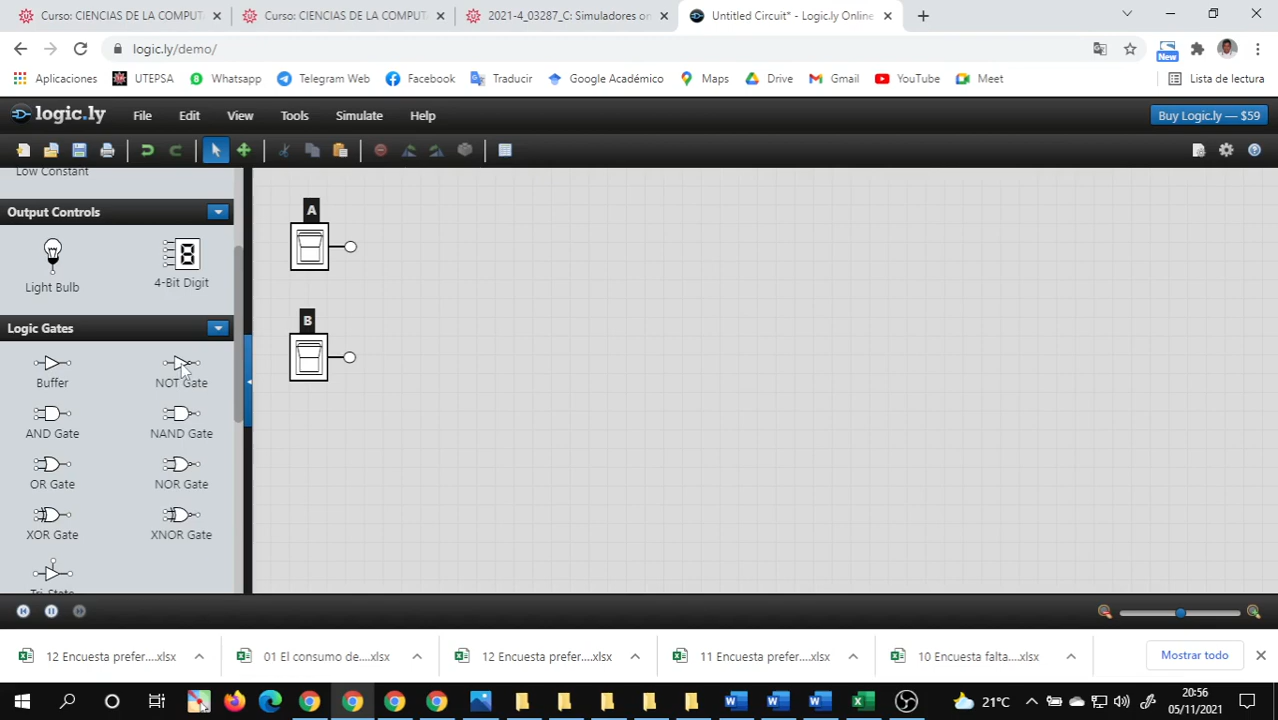 Curso: CIENCIAS DE LA COMPUT
Curso: CIENCIAS DE LA COMPUT
2021-4_03287_C: Simuladores on
Untitled Circuit* - Logic.ly Online
logic.ly/demo/
New
Aplicaciones
UTEPSA
Whatsapp
Telegram Web
Facebook
Traducir
Google Académico
Maps
Drive
Gmail
YouTube
Meet
Lista de lectura
logic.ly
File
Edit
View
Tools
Simulate
Help
Buy Logic.ly — $59
Low Constant
Output Controls
Light Bulb
4-Bit Digit
Logic Gates
Buffer
NOT Gate
AND Gate
NAND Gate
OR Gate
NOR Gate
XOR Gate
XNOR Gate
Tri-State
A
B
12 Encuesta prefer....xlsx
01 El consumo de....xlsx
12 Encuesta prefer....xlsx
11 Encuesta prefer....xlsx
10 Encuesta falta....xlsx
Mostrar todo
21°C
20:56
05/11/2021